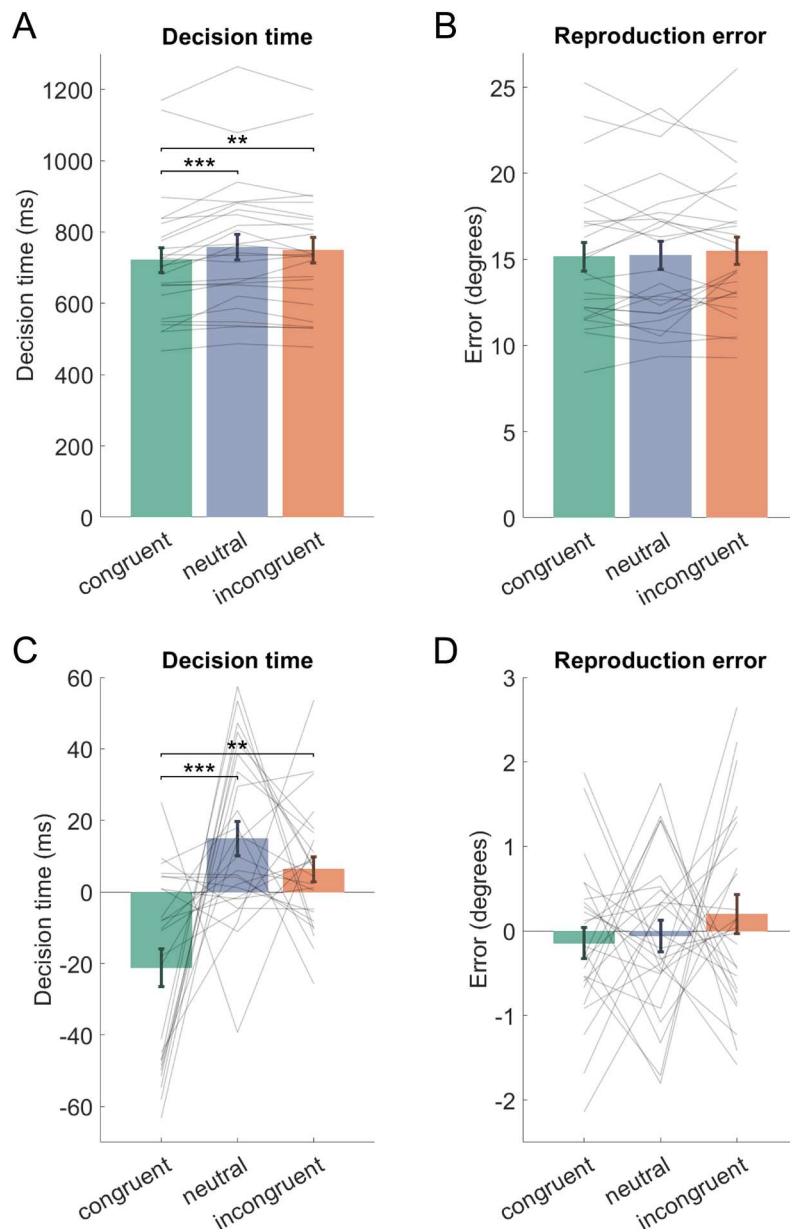 A
Decision time
Decision time (ms)
1200
1000
800
600
400
200
0
**
***
congruent
neutral
incongruent
B
Reproduction error
Error (degrees)
25
20
15
10
5
0
congruent
neutral
incongruent
C
Decision time
Decision time (ms)
60
40
20
0
-20
-40
-60
**
***
congruent
neutral
incongruent
D
Reproduction error
Error (degrees)
3
2
1
0
-1
-2
congruent
neutral
incongruent